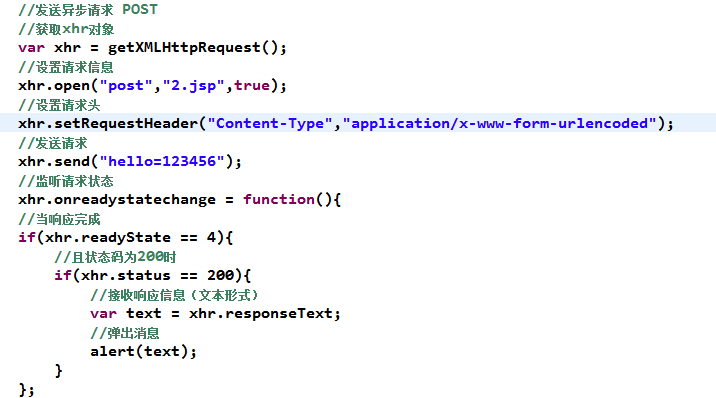 //发送异步请求 POST
//获取xhr对象
var xhr = getXMLHttpRequest();
//设置请求信息
xhr.open("post","2.jsp",true);
//设置请求头
xhr.setRequestHeader("Content-Type","application/x-www-form-urlencoded");
//发送请求
xhr.send("hello=123456");
//监听请求状态
xhr.onreadystatechange = function(){
//当响应完成
if(xhr.readyState == 4){
    //且状态码为200时
    if(xhr.status == 200){
        //接收响应信息（文本形式）
        var text = xhr.responseText;
        //弹出消息
        alert(text);
    }
};